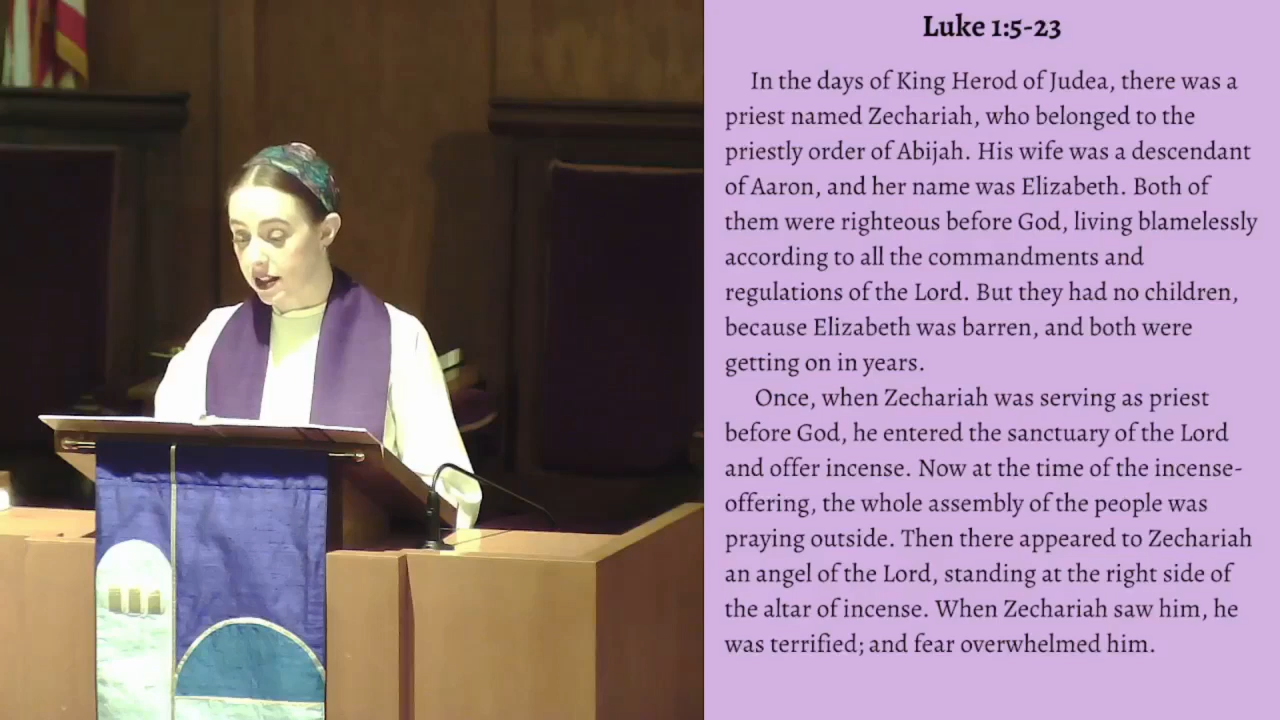 Luke 1:5-23
In the days of King Herod of Judea, there was a
priest named Zechariah, who belonged to the
priestly order of Abijah. His wife was a descendant
of Aaron, and her name was Elizabeth. Both of
them were righteous before God, living blamelessly
according to all the commandments and
regulations of the Lord. But they had no children,
because Elizabeth was barren, and both were
getting on in years.
Once, when Zechariah was serving as priest
before God, he entered the sanctuary of the Lord
and offer incense. Now at the time of the incense-
offering, the whole assembly of the people was
praying outside. Then there appeared to Zechariah
an angel of the Lord, standing at the right side of
the altar of incense. When Zechariah saw him, he
was terrified; and fear overwhelmed him.